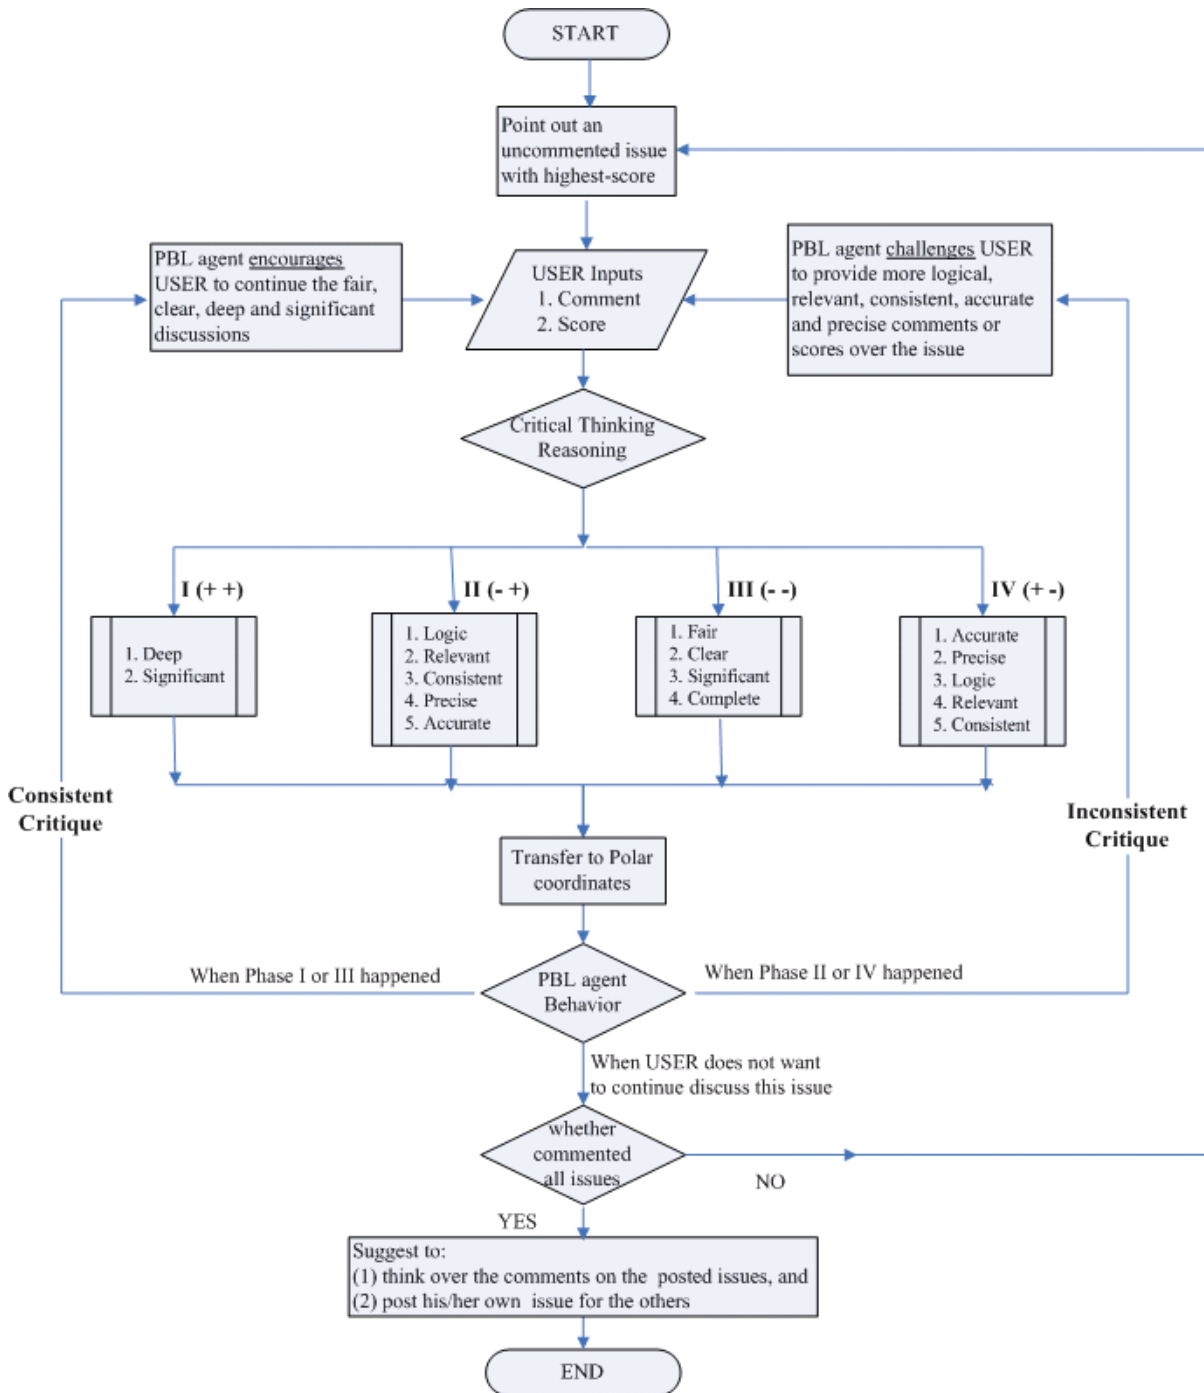 START
Point out an
uncommented issue
with highest-score
PBL agent encourages
USER to continue the fair,
clear, deep and significant
discussions
USER Inputs
1. Comment
2. Score
PBL agent challenges USER
to provide more logical,
relevant, consistent, accurate
and precise comments or
scores over the issue
Critical Thinking
Reasoning
I (+ +)
II (- +)
III (- -)
IV (+ -)
1. Deep
2. Significant
1. Logic
2. Relevant
3. Consistent
4. Precise
5. Accurate
1. Fair
2. Clear
3. Significant
4. Complete
1. Accurate
2. Precise
3. Logic
4. Relevant
5. Consistent
Consistent
Critique
Inconsistent
Critique
Transfer to Polar
coordinates
When Phase I or III happened
PBL agent
Behavior
When Phase II or IV happened
When USER does not want
to continue discuss this issue
whether
commented
all issues
NO
YES
Suggest to:
(1) think over the comments on the posted issues, and
(2) post his/her own issue for the others
END